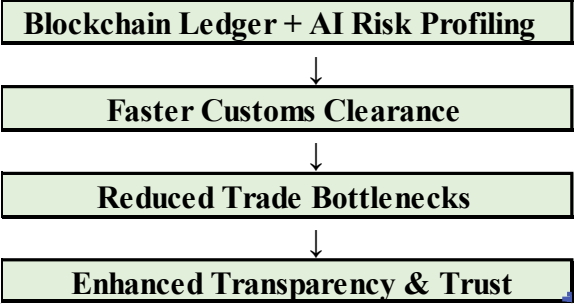 Blockchain Ledger + AI Risk Profiling
↓
Faster Customs Clearance
↓
Reduced Trade Bottlenecks
↓
Enhanced Transparency & Trust